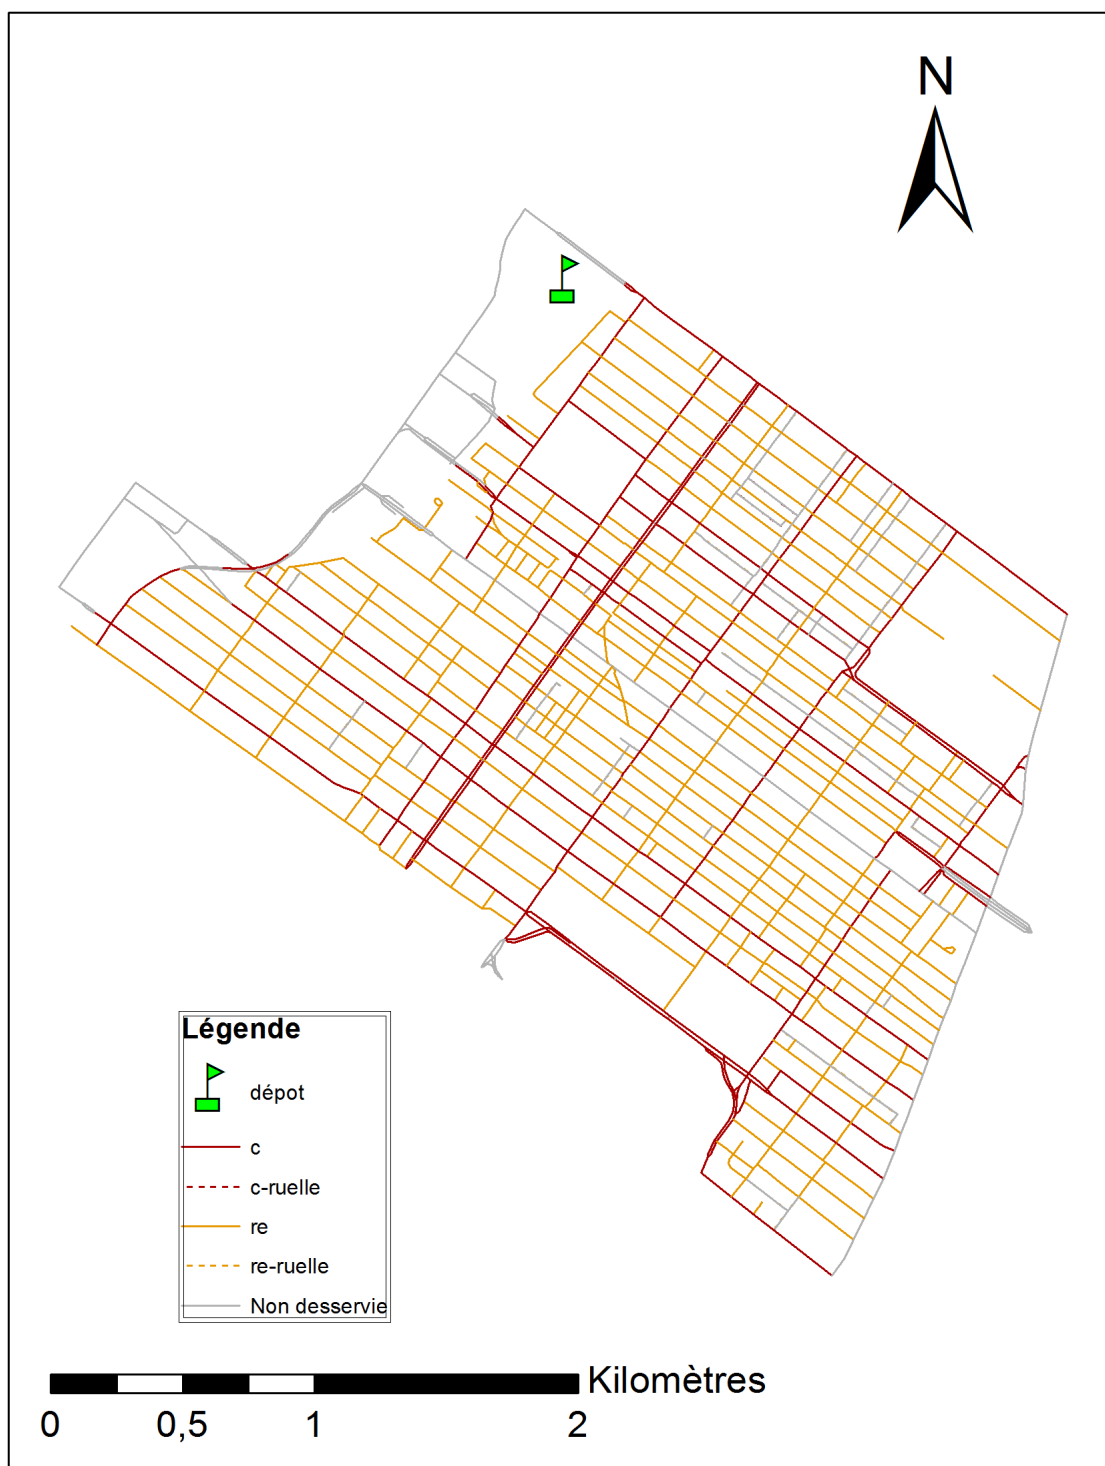 N
Légende
dépot
c
c-ruelle
re
re-ruelle
Non desservie
Kilomètres
0 0,5 1 2